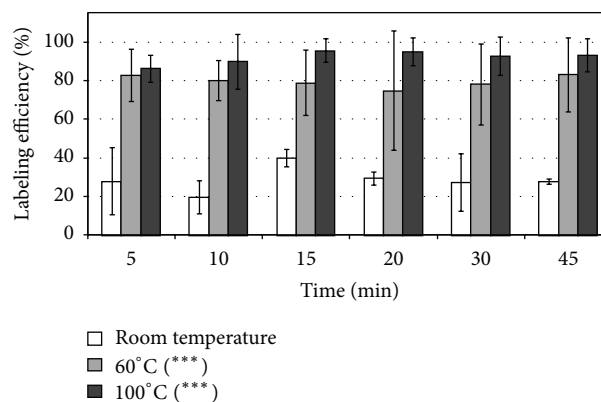 Labeling efficiency (%)
100
80
60
40
20
0
5 10 15 20 30 45
Time (min)
Room temperature
60°C (***)
100°C (***)